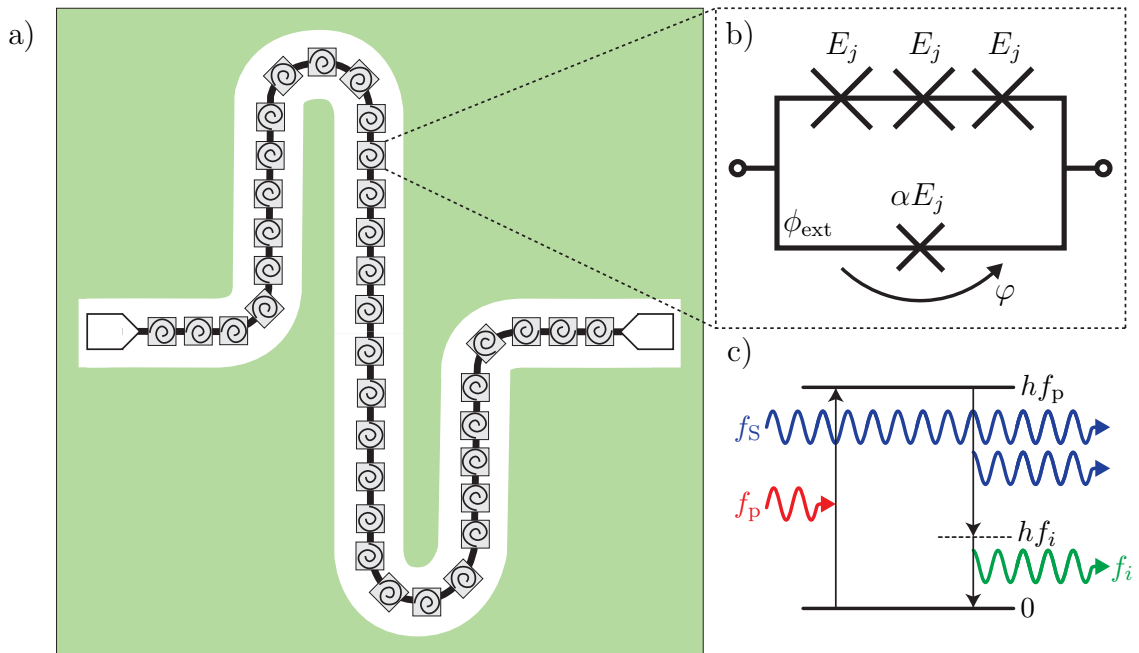 a)
b)
E_j E_j E_j
αE_j
ϕ_ext
φ
c)
hf_p
f_S
f_p
hf_i
f_i
0